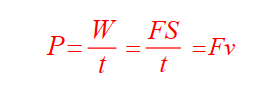 P = W/t = FS/t = Fv